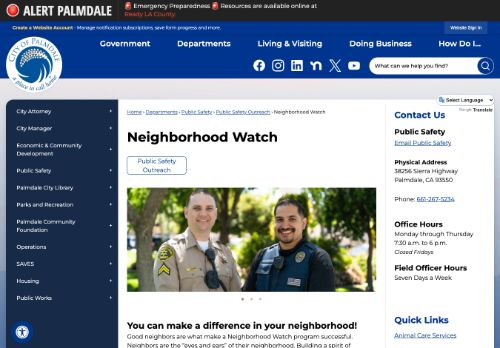 ALERT PALMDALE
🚨 Emergency Preparedness 🚨 Resources are available online at
Ready LA County.
Create a Website Account - Manage notification subscriptions, save form progress and more.
Website Sign In
CITY OF PALMDALE
a place to call home
Government
Departments
Living & Visiting
Doing Business
How Do I...
What can we help you find?
Select Language
Google Translate
City Attorney +
City Manager +
Economic & Community
Development +
Public Safety +
Palmdale City Library +
Parks and Recreation +
Palmdale Community
Foundation +
Operations +
SAVES +
Housing +
Public Works +
Home › Departments › Public Safety › Public Safety Outreach › Neighborhood Watch
Neighborhood Watch
Public Safety
Outreach
You can make a difference in your neighborhood!
Good neighbors are what make a Neighborhood Watch program successful.
Neighbors are the "eyes and ears" of their neighborhood. Building a spirit of
Contact Us
Public Safety
Email Public Safety
Physical Address
38256 Sierra Highway
Palmdale, CA 93550
Phone: 661-267-5234
Office Hours
Monday through Thursday
7:30 a.m. to 6 p.m.
Closed Fridays
Field Officer Hours
Seven Days a Week
Quick Links
Animal Care Services